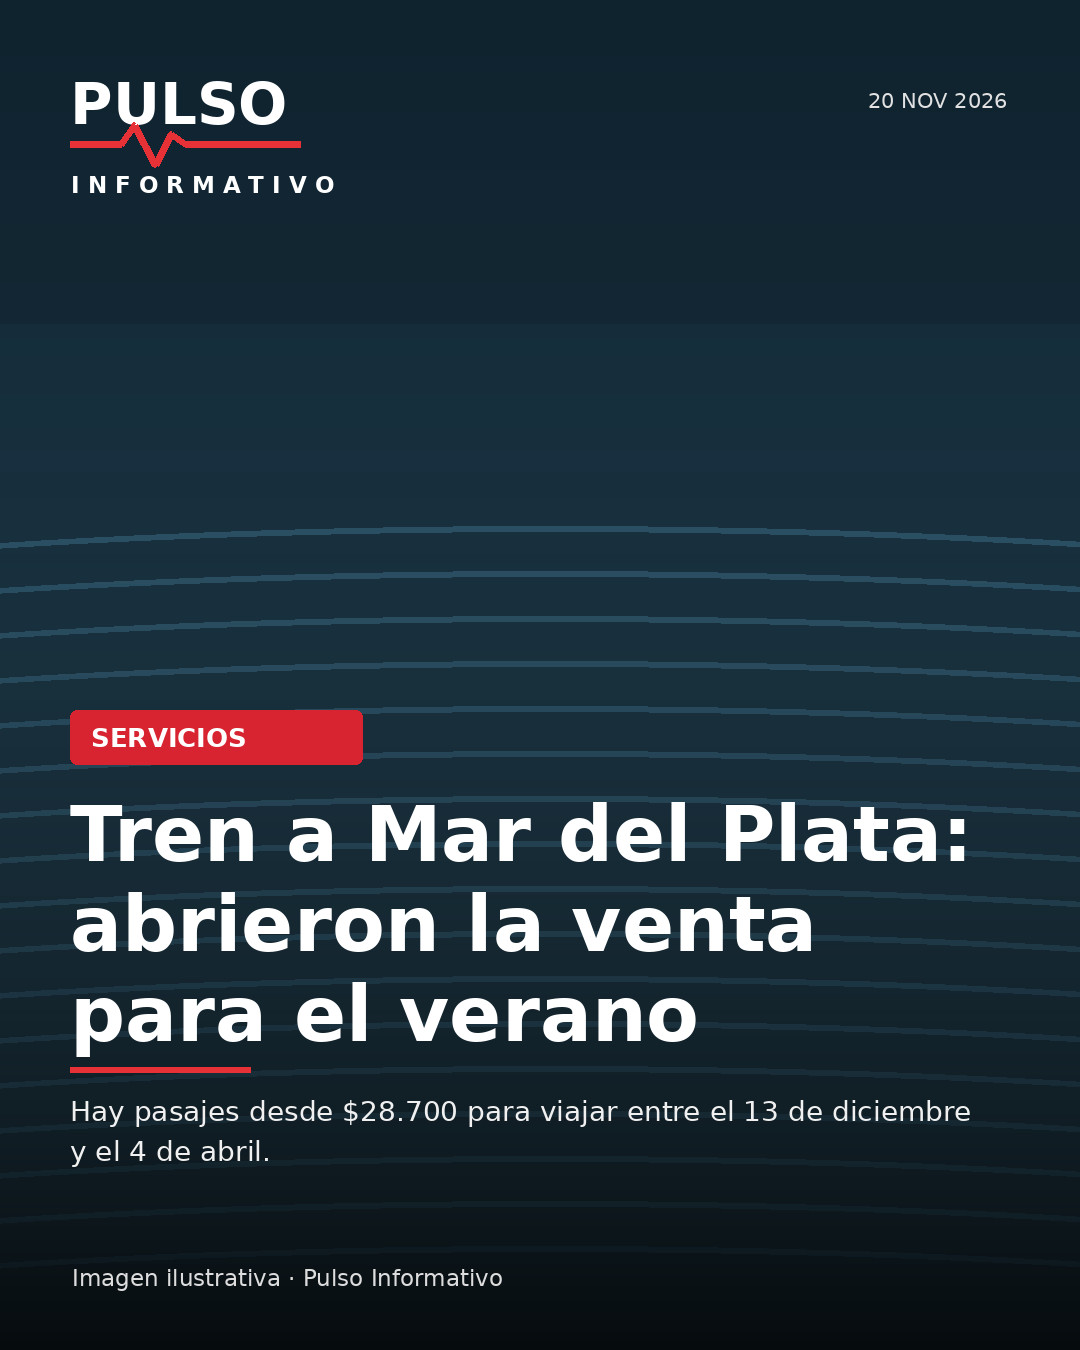 PULSO
INFORMATIVO
20 NOV 2026
SERVICIOS
Tren a Mar del Plata:
abrieron la venta
para el verano
Hay pasajes desde $28.700 para viajar entre el 13 de diciembre
y el 4 de abril.
Imagen ilustrativa · Pulso Informativo